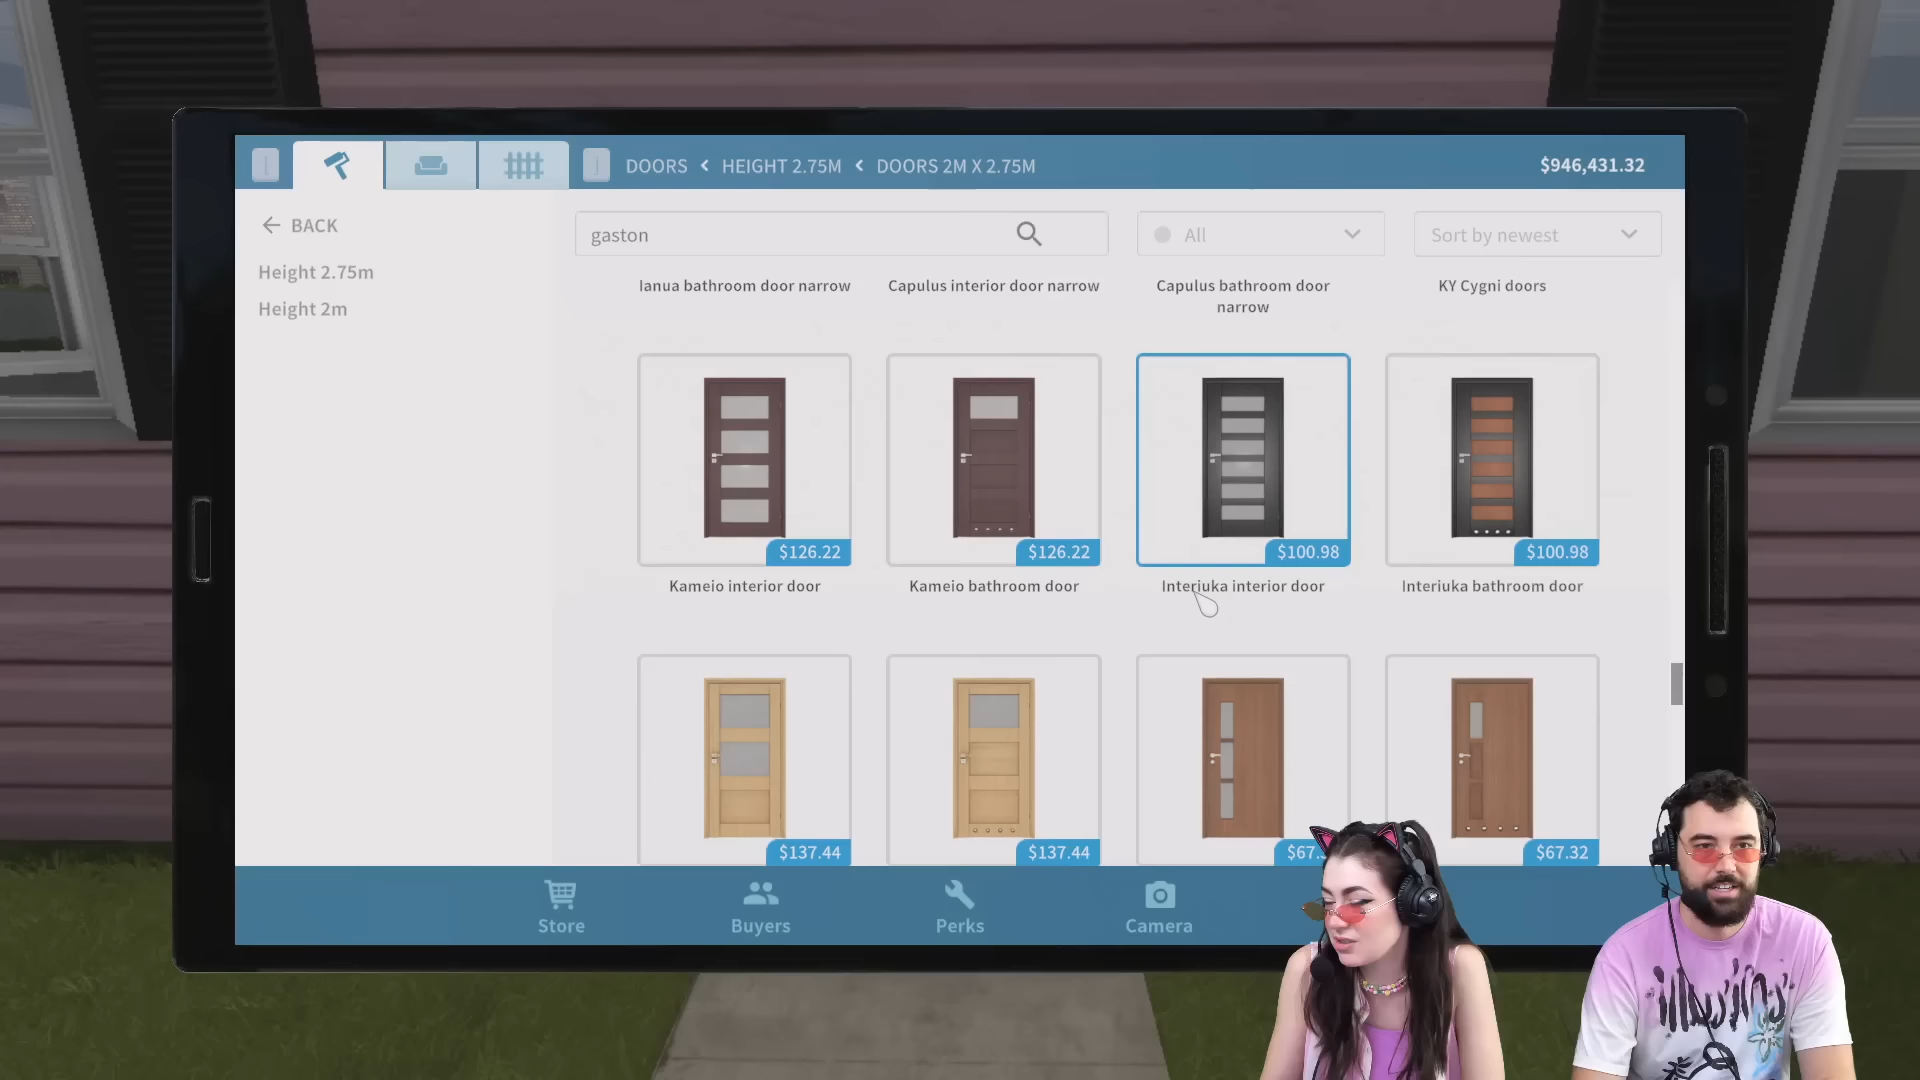 DOORS < HEIGHT 2.75M < DOORS 2M X 2.75M
$946,431.32
BACK
gaston
All
Sort by newest
Height 2.75m
Height 2m
Ianua bathroom door narrow
Capulus interior door narrow
Capulus bathroom door
narrow
KY Cygni doors
$126.22
$126.22
$100.98
$100.98
Kameio interior door
Kameio bathroom door
Interiuka interior door
Interiuka bathroom door
$137.44
$137.44
$67.32
Store
Buyers
Perks
Camera